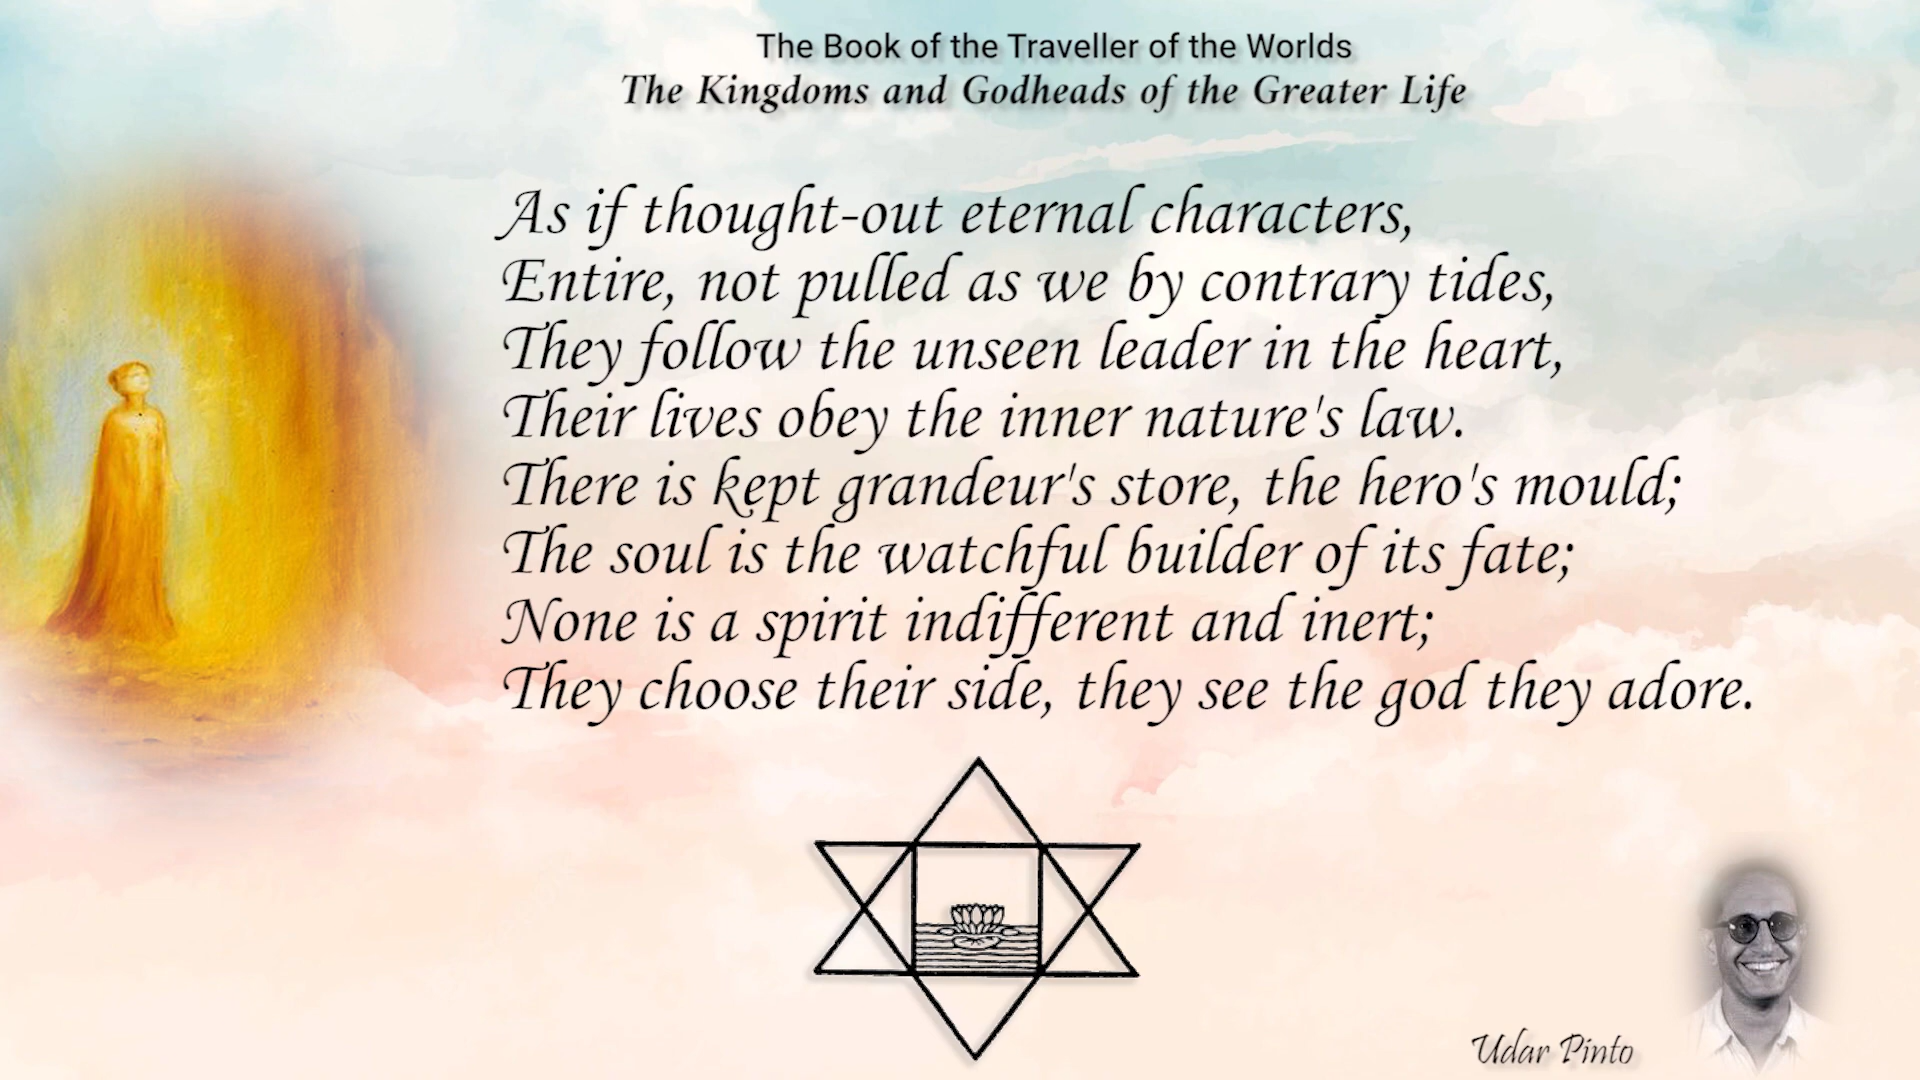 The Book of the Traveller of the Worlds
The Kingdoms and Godheads of the Greater Life
As if thought-out eternal characters,
Entire, not pulled as we by contrary tides,
They follow the unseen leader in the heart,
Their lives obey the inner nature's law.
There is kept grandeur's store, the hero's mould;
The soul is the watchful builder of its fate;
None is a spirit indifferent and inert;
They choose their side, they see the god they adore.
Udar Pinto